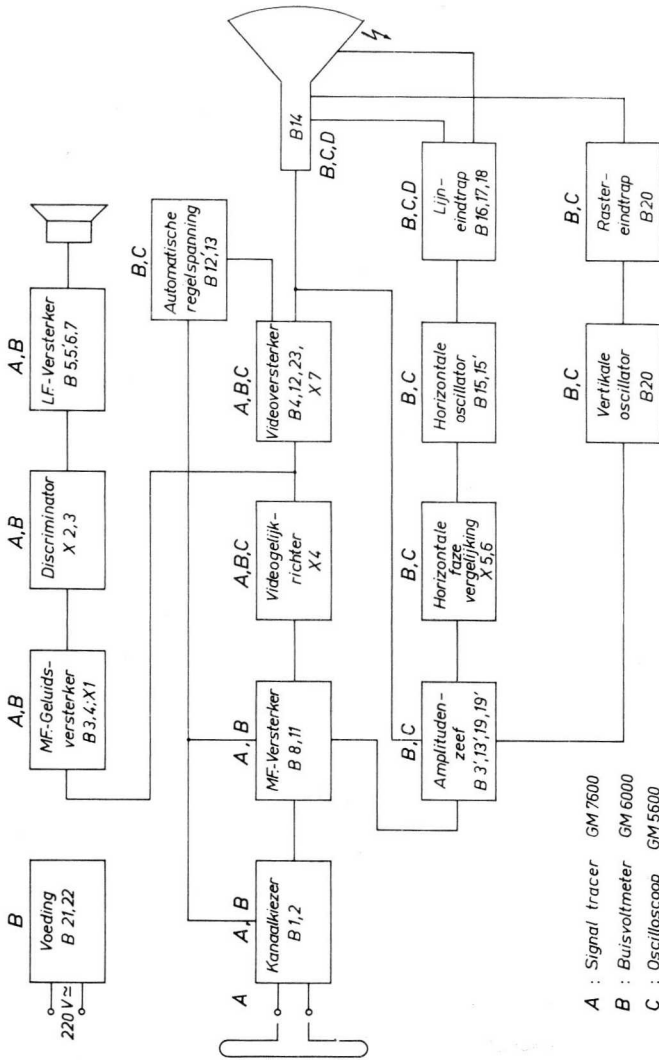 B
Voeding
B 21,22
220 V ≃
A,B
MF.-Geluids-
versterker
B 3,4;X1
A,B
Discriminator
X 2,3
A,B
LF.-Versterker
B 5,5',6,7
A
A,B
Kanaalkiezer
B 1,2
A,B
MF.-Versterker
B 8,11
A,B,C
Videogelijk-
richter
X4
A,B,C
Videoversterker
B 4,12,23,
X 7
B,C
Automatische
regelspanning
B 12',13
B14
B,C,D
B,C
Amplituden-
zeef
B 3',13',19,19'
B,C
Horizontale
faze
vergelijking
X 5,6
B,C
Horizontale
oscillator
B 15,15'
B,C,D
Lijn-
eindtrap
B 16,17,18
B,C
Vertikale
oscillator
B20
B,C
Raster-
eindtrap
B20
A : Signal tracer GM 7600
B : Buisvoltmeter GM 6000
C : Oscilloscoop GM 5600